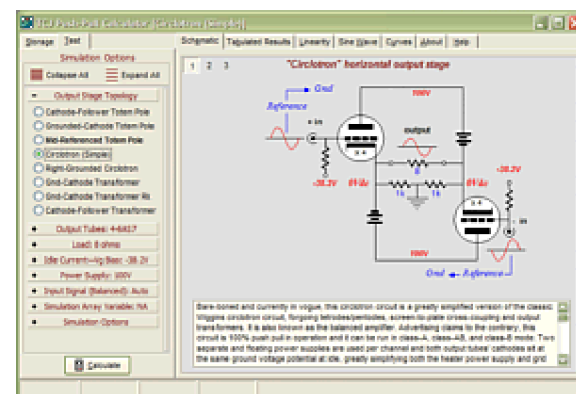 TCJ Push-Pull Calculator [Circlotron (Simple)]
Storage Test
Schematic Tabulated Results Linearity Sine Wave Curves About Help
Simulation Options
Collapse All Expand All
Output Stage Topology
Cathode-Follower Totem Pole
Grounded-Cathode Totem Pole
Mid-Referenced Totem Pole
Circlotron (Simple)
Right-Grounded Circlotron
Gnd-Cathode Transformer
Gnd-Cathode Transformer Rk
Cathode-Follower Transformer
Load: 8 ohms
Idle Current=Vg Bias: -38.2V
Power Supply: 100V
Input Signal (Balanced): Auto
Simulation Array Variable: NA
Simulation Options
Calculate
1 2 3
"Circlotron" horizontal output stage
Gnd
Reference
+ in
100V
output
8
-38.2V
0Vdc
1k
1k
0Vdc
-38.2V
x 4
x 4
- in
100V
Gnd
Reference
Bare-boned and currently in vogue, this circlotron circuit is a greatly simplified version of the classic
Wiggins circlotron circuit, forgoing tetrodes/pentodes, screen-to-plate cross-coupling and output
transformers. It is also known as the balanced amplifier. Advertising claims to the contrary, this
circuit is 100% push pull in operation and it can be run in class-A, class-AB, and class-B mode. Two
separate and floating power supplies are used per channel and both output tubes' cathodes sit at
the same ground voltage potential at idle, greatly simplifying both the heater power supply and grid